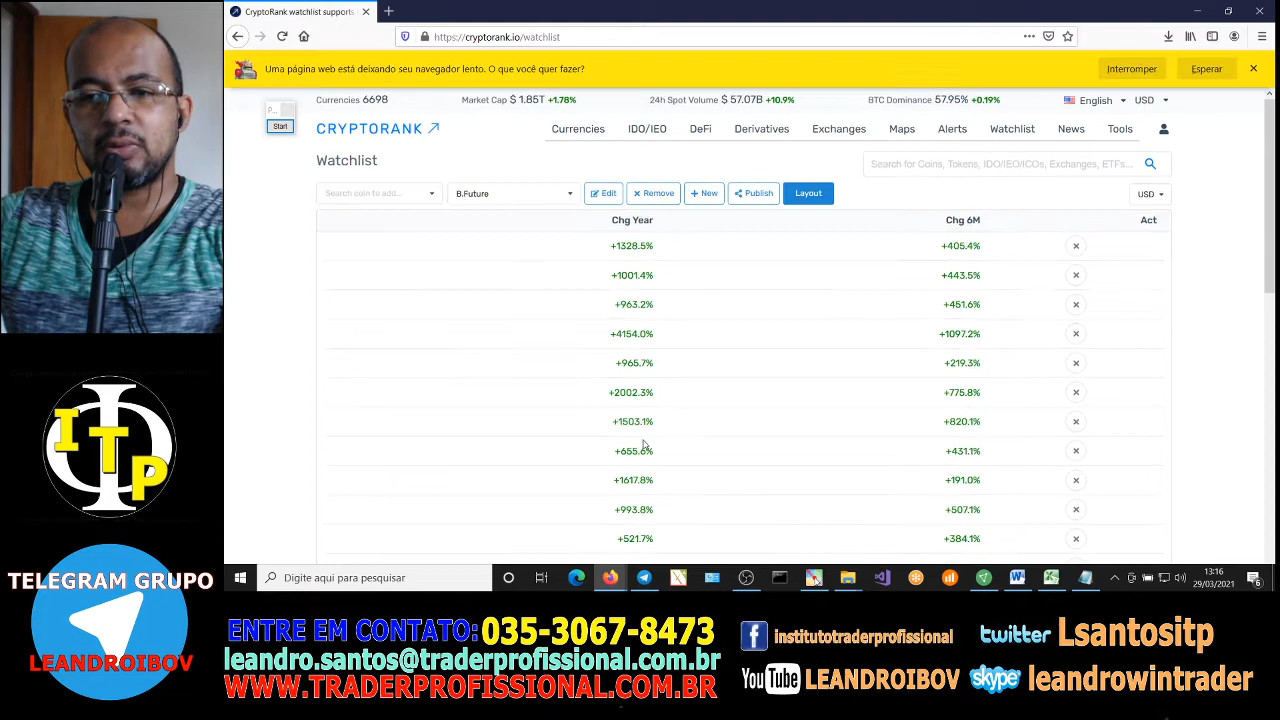 CryptoRank watchlist supports
https://cryptorank.io/watchlist
Uma página web está deixando seu navegador lento. O que você quer fazer?
Interromper
Esperar
P...
Start
Currencies 6698
Market Cap $ 1.85T +1.78%
24h Spot Volume $ 57.07B +10.9%
BTC Dominance 57.95% +0.19%
English
USD
CRYPTORANK
Currencies
IDO/IEO
DeFi
Derivatives
Exchanges
Maps
Alerts
Watchlist
News
Tools
Watchlist
Search for Coins, Tokens, IDO/IEO/ICOs, Exchanges, ETFs...
Search coin to add...
B.Future
Edit
Remove
New
Publish
Layout
USD
Chg Year Chg 6M Act
+1328.5% +405.4%
+1001.4% +443.5%
+963.2% +451.6%
+4154.0% +1097.2%
+965.7% +219.3%
+2002.3% +775.8%
+1503.1% +820.1%
+655.6% +431.1%
+1617.8% +191.0%
+993.8% +507.1%
+521.7% +384.1%
Digite aqui para pesquisar
13:16
29/03/2021
6
I T P
TELEGRAM GRUPO
LEANDROIBOV
ENTRE EM CONTATO: 035-3067-8473
leandro.santos@traderprofissional.com.br
WWW.TRADERPROFISSIONAL.COM.BR
institutotraderprofissional
twitter Lsantositp
YouTube LEANDROIBOV
skype leandrowintrader